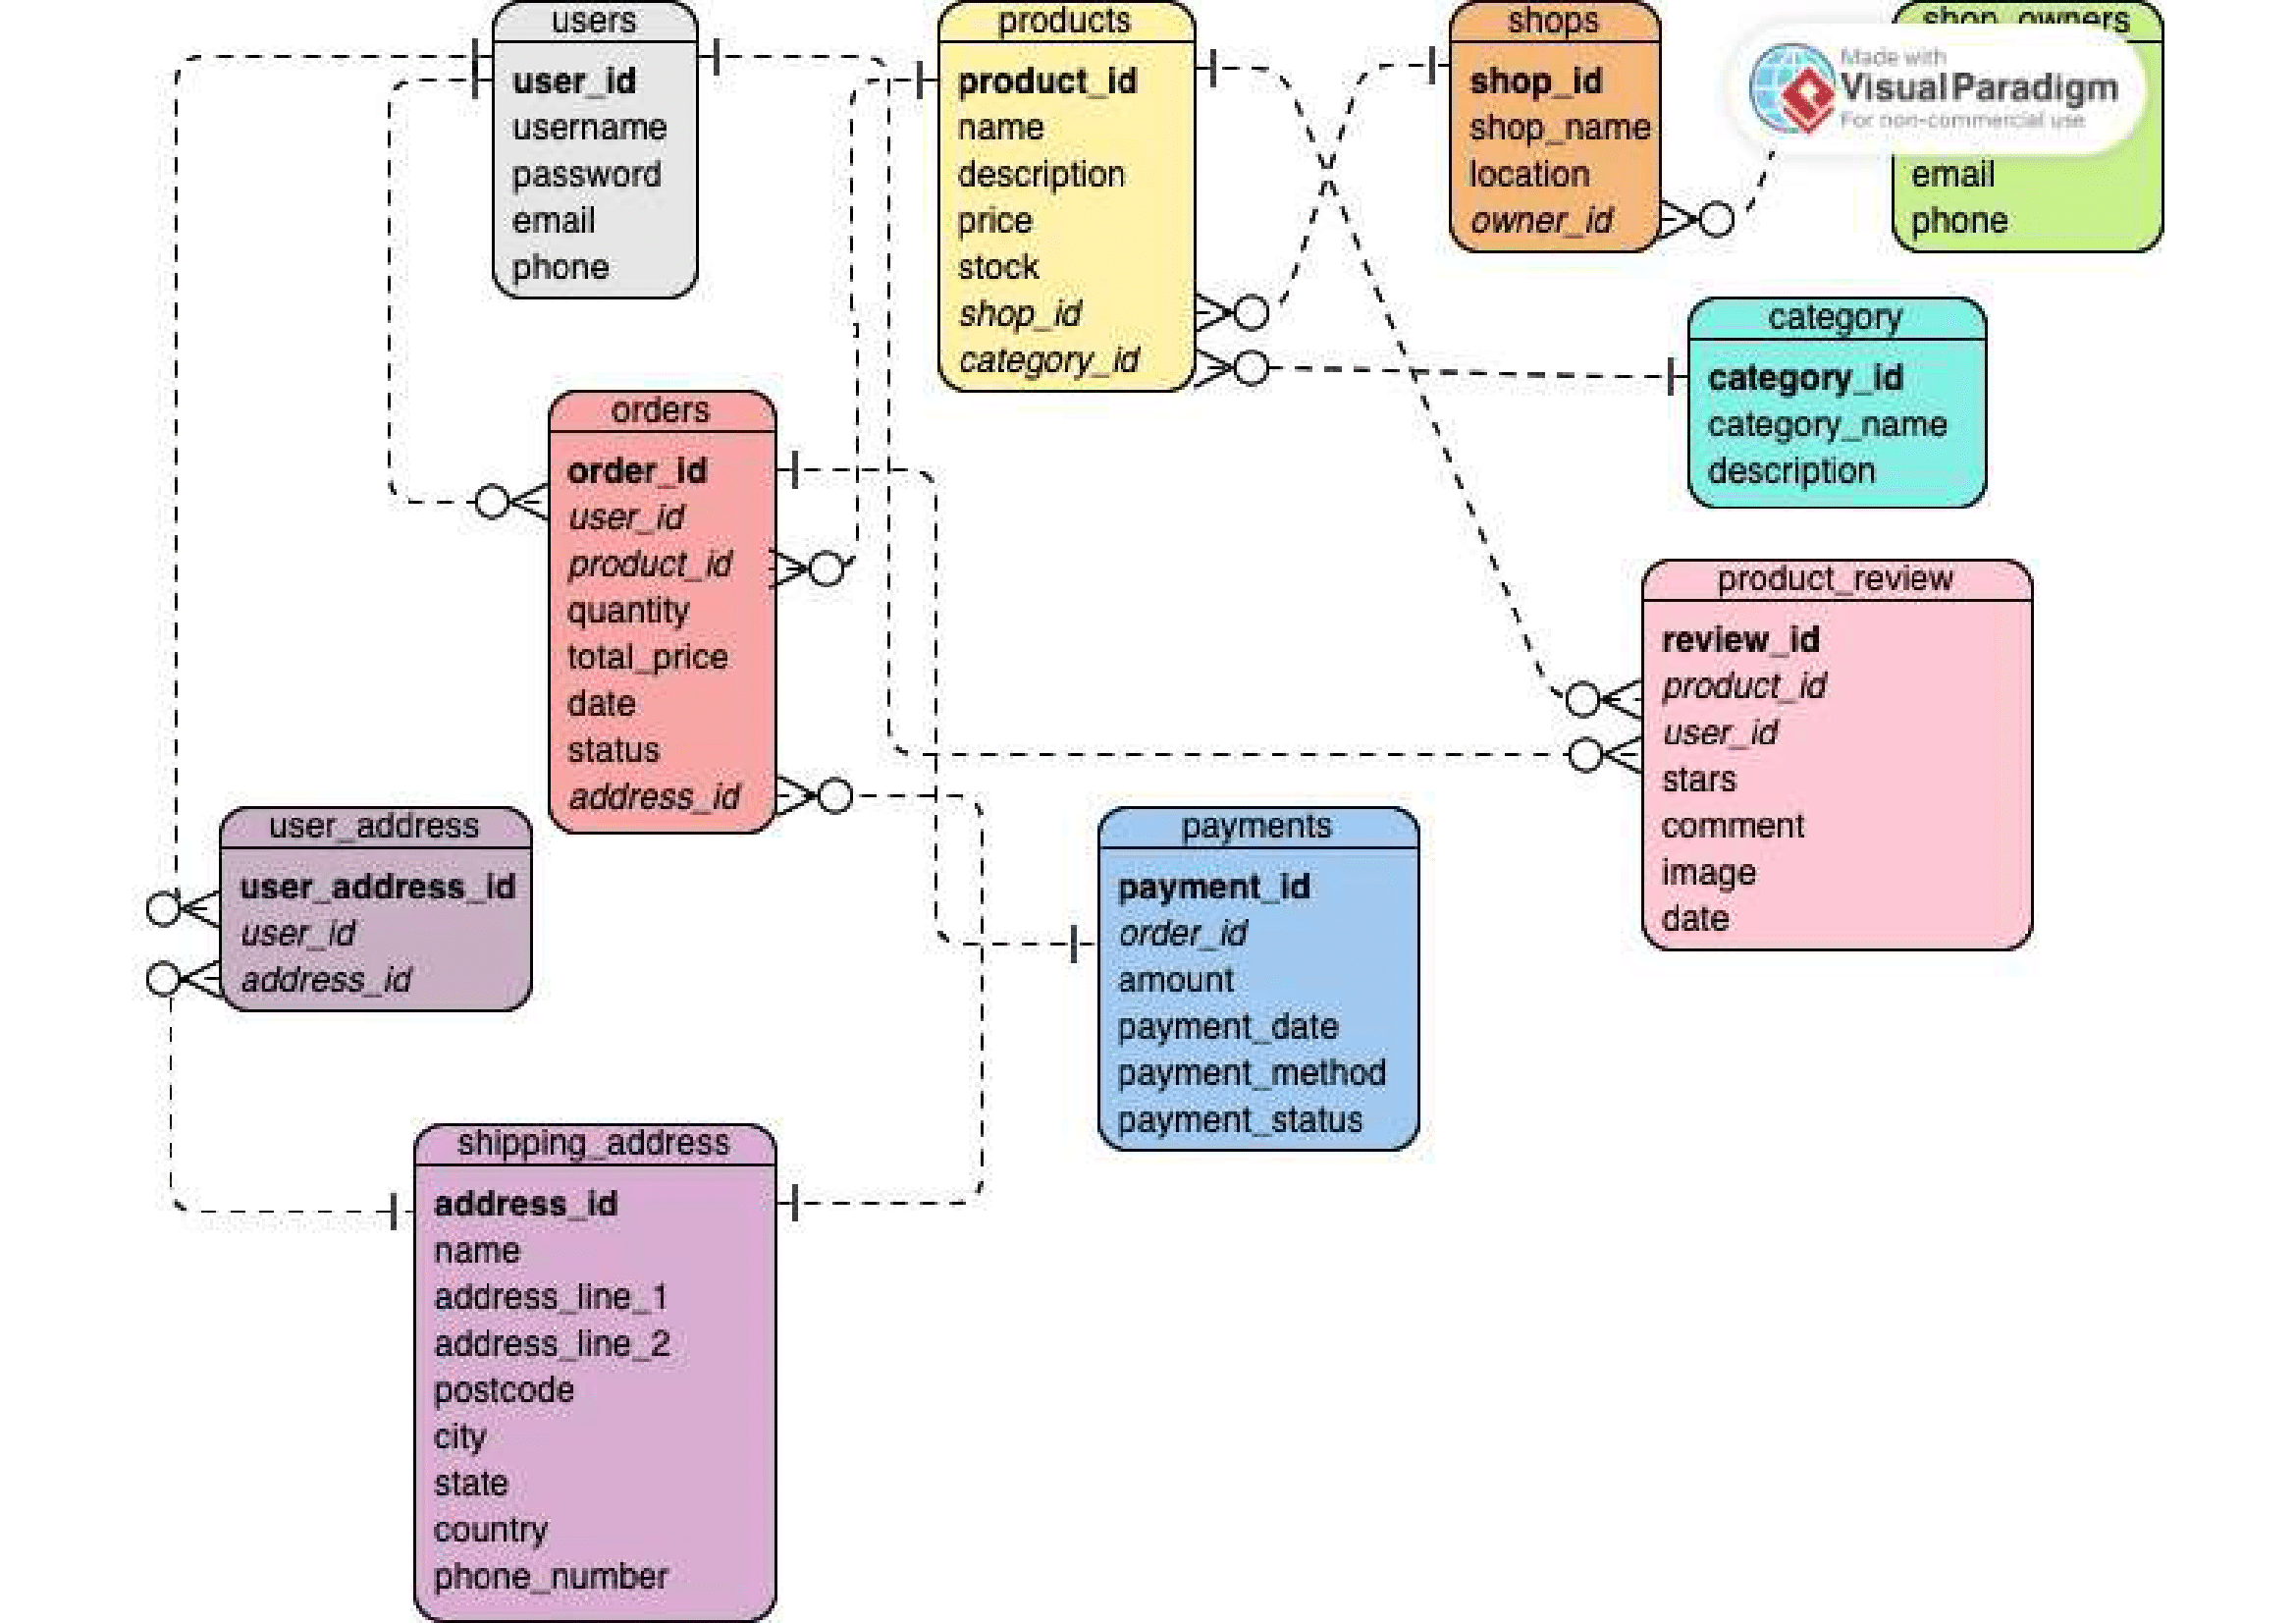 users
user_id
username
password
email
phone
products
product_id
name
description
price
stock
shop_id
category_id
shops
shop_id
shop_name
location
owner_id
shop_owners
email
phone
Made with
Visual Paradigm
For non-commercial use
category
category_id
category_name
description
orders
order_id
user_id
product_id
quantity
total_price
date
status
address_id
product_review
review_id
product_id
user_id
stars
comment
image
date
user_address
user_address_id
user_id
address_id
payments
payment_id
order_id
amount
payment_date
payment_method
payment_status
shipping_address
address_id
name
address_line_1
address_line_2
postcode
city
state
country
phone_number